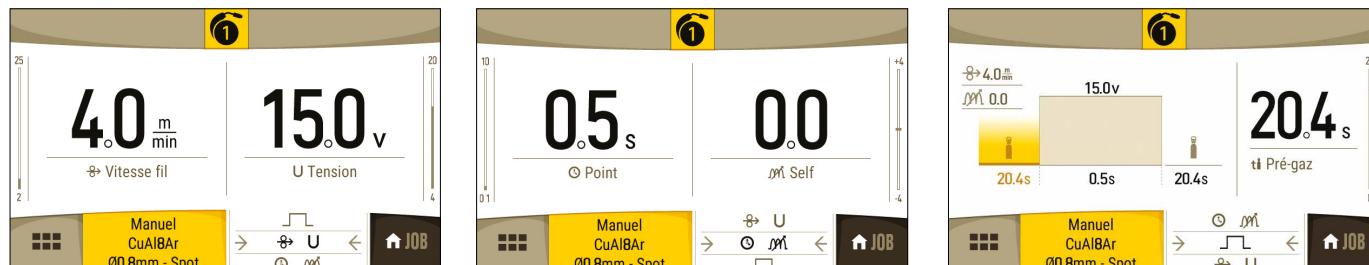 1
25
20
4.0 m/min
15.0 v
Vitesse fil
U Tension
2
4
Manuel
CuAl8Ar
Ø0.8mm - Spot
U
JOB
1
10
+4
0.5 s
0.0
Point
Self
0.1
-4
Manuel
CuAl8Ar
Ø0.8mm - Spot
U
JOB
1
4.0 m/min
0.0
15.0v
20.4 s
Pré-gaz
20.4s
0.5s
20.4s
Manuel
CuAl8Ar
Ø0.8mm - Spot
U
JOB